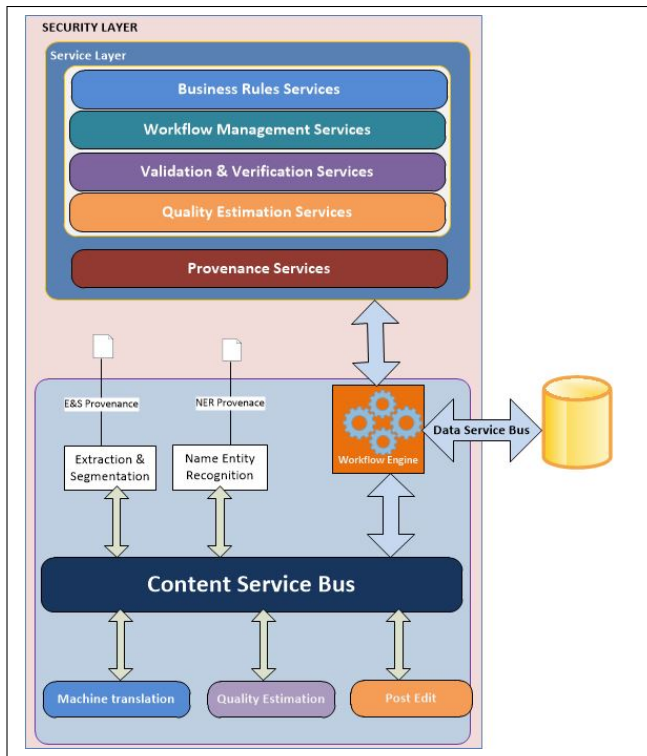 SECURITY LAYER
Service Layer
Business Rules Services
Workflow Management Services
Validation & Verification Services
Quality Estimation Services
Provenance Services
E&S Provenance
NER Provenace
Extraction &
Segmentation
Name Entity
Recognition
Workflow Engine
Data Service Bus
Content Service Bus
Machine translation
Quality Estimation
Post Edit